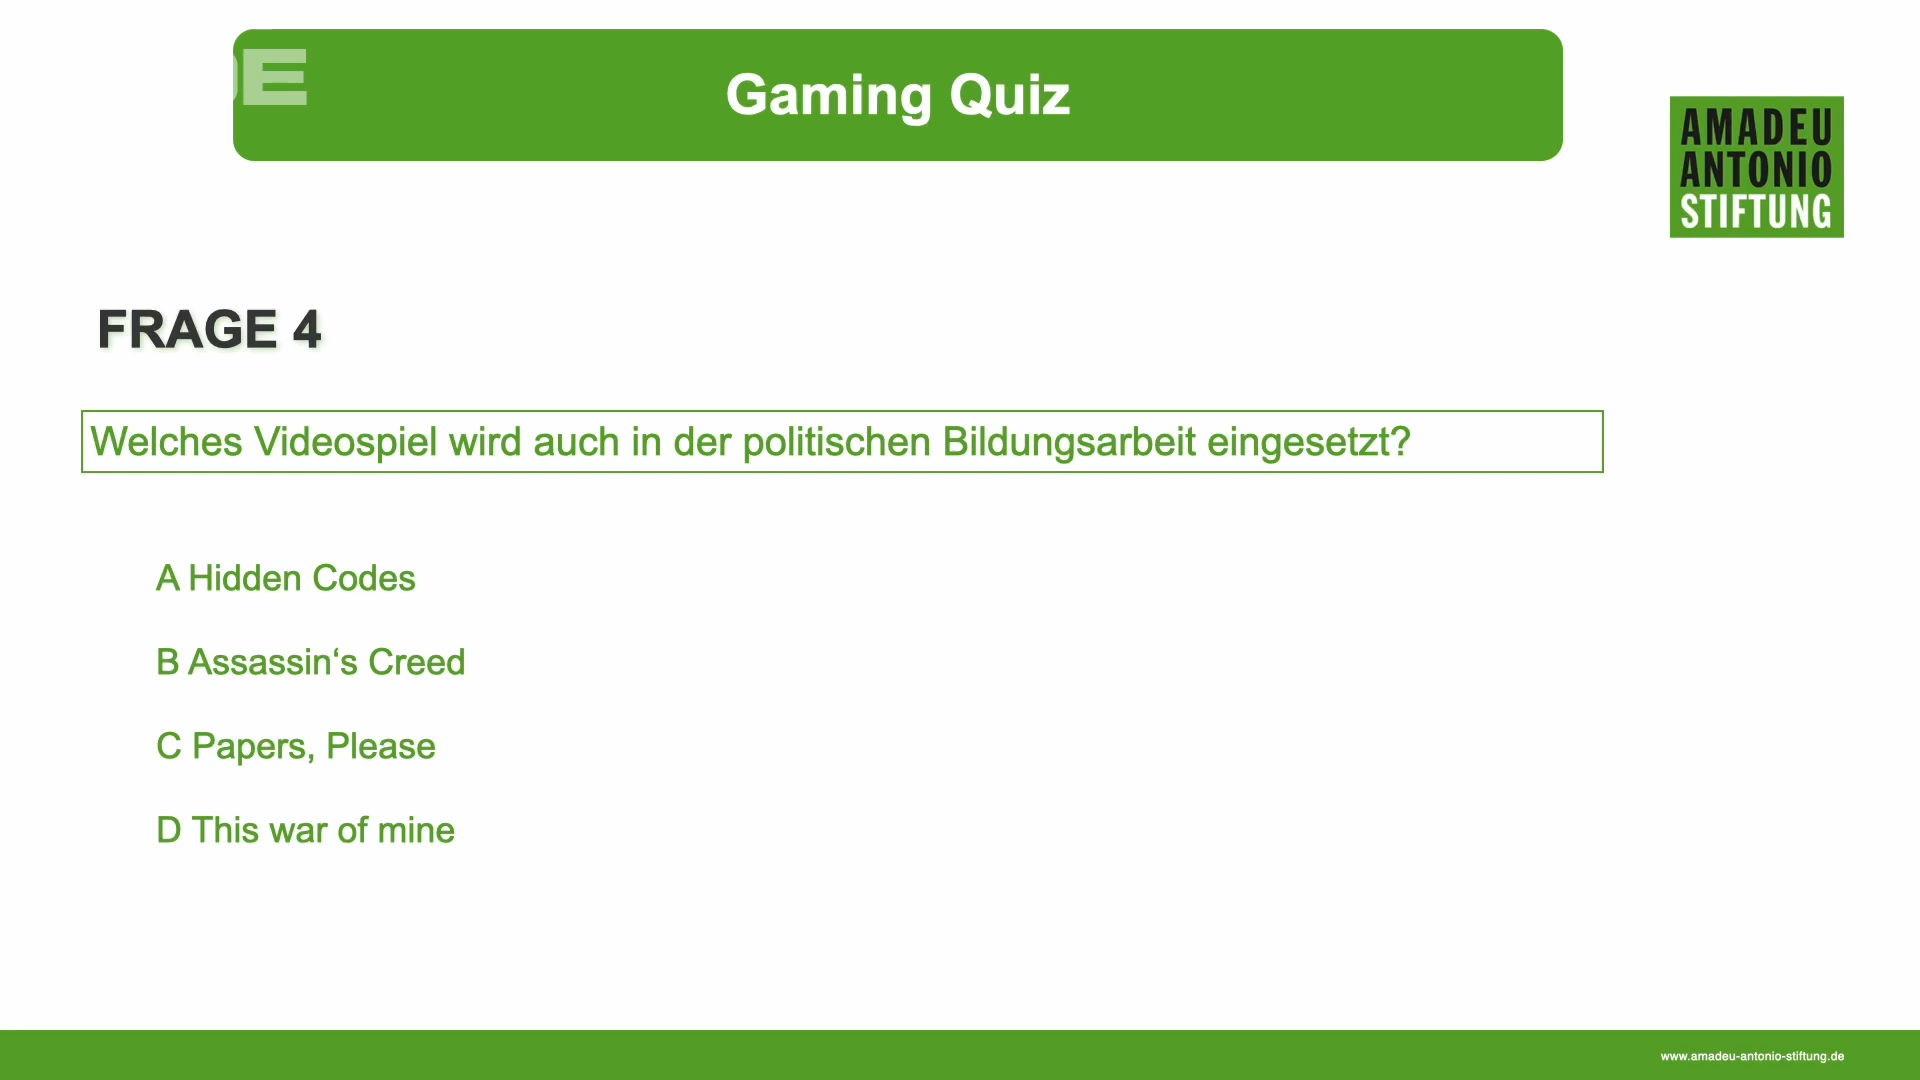 E
Gaming Quiz
AMADEU
ANTONIO
STIFTUNG
FRAGE 4
Welches Videospiel wird auch in der politischen Bildungsarbeit eingesetzt?
A Hidden Codes
B Assassin‘s Creed
C Papers, Please
D This war of mine
www.amadeu-antonio-stiftung.de